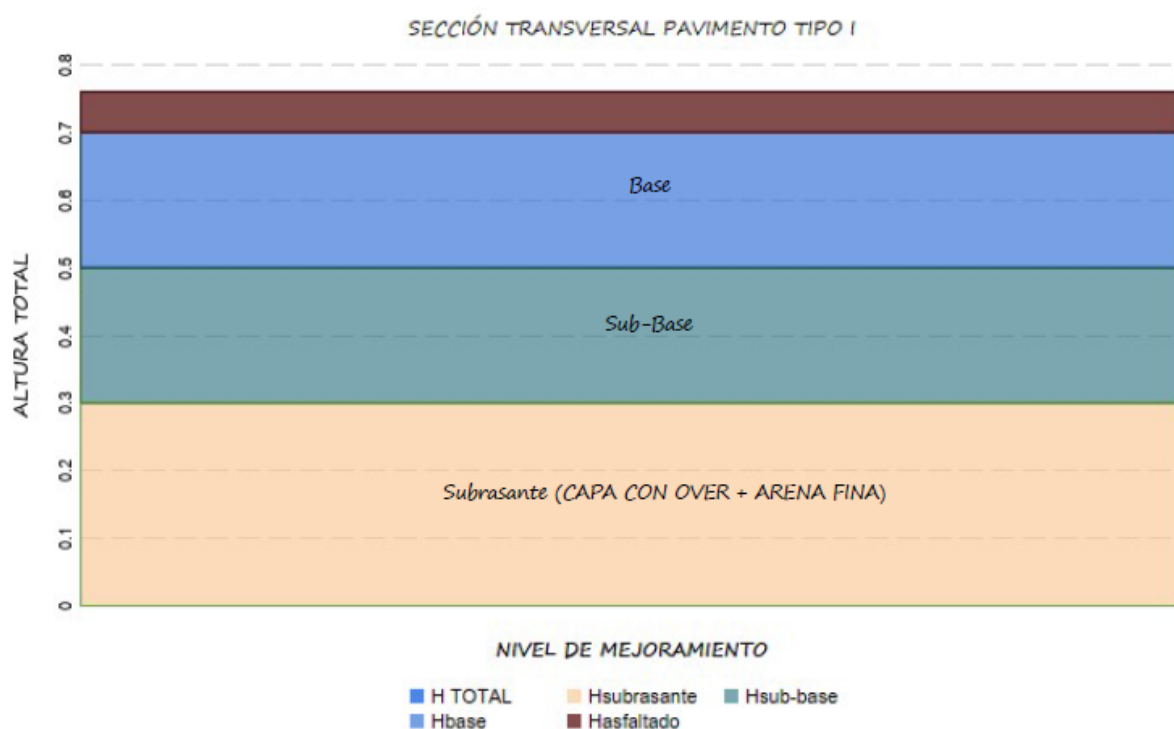 SECCIÓN TRANSVERSAL PAVIMENTO TIPO I
0.8
0.7
Base
0.6
0.5
ALTURA TOTAL
Sub-Base
0.4
0.3
0.2
Subrasante (CAPA CON OVER + ARENA FINA)
0.1
0
NIVEL DE MEJORAMIENTO
H TOTAL Hsubrasante Hsub-base
Hbase Hasfaltado